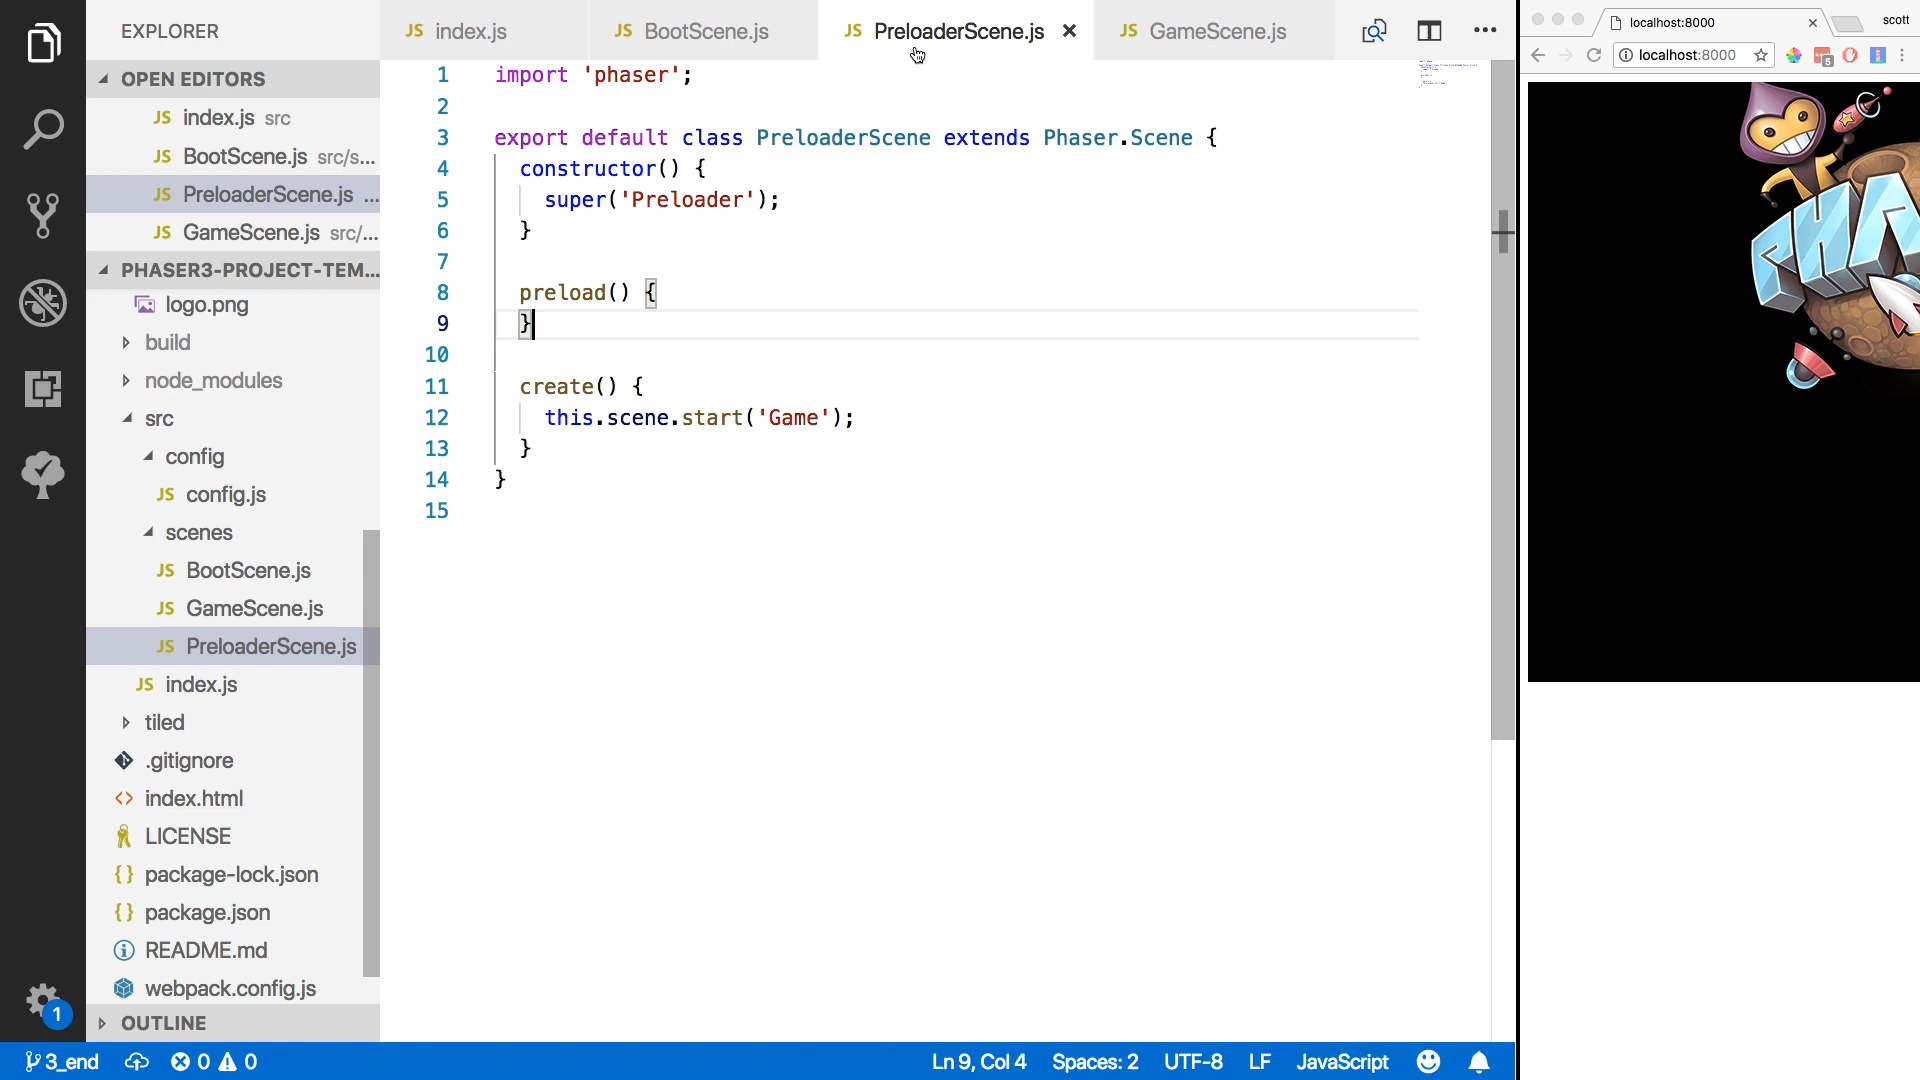 EXPLORER
OPEN EDITORS
JS index.js src
JS BootScene.js src/s...
JS PreloaderScene.js ...
JS GameScene.js src/...
PHASER3-PROJECT-TEM...
logo.png
build
node_modules
src
config
JS config.js
scenes
JS BootScene.js
JS GameScene.js
JS PreloaderScene.js
JS index.js
tiled
.gitignore
<> index.html
LICENSE
{} package-lock.json
{} package.json
README.md
webpack.config.js
OUTLINE
1
JS index.js
JS BootScene.js
JS PreloaderScene.js ×
JS GameScene.js
1 import 'phaser';
2
3 export default class PreloaderScene extends Phaser.Scene {
4 constructor() {
5 super('Preloader');
6 }
7
8 preload() {
9 }
10
11 create() {
12 this.scene.start('Game');
13 }
14 }
15
3_end
0
0
Ln 9, Col 4
Spaces: 2
UTF-8
LF
JavaScript
localhost:8000
scott
localhost:8000
5
PHA